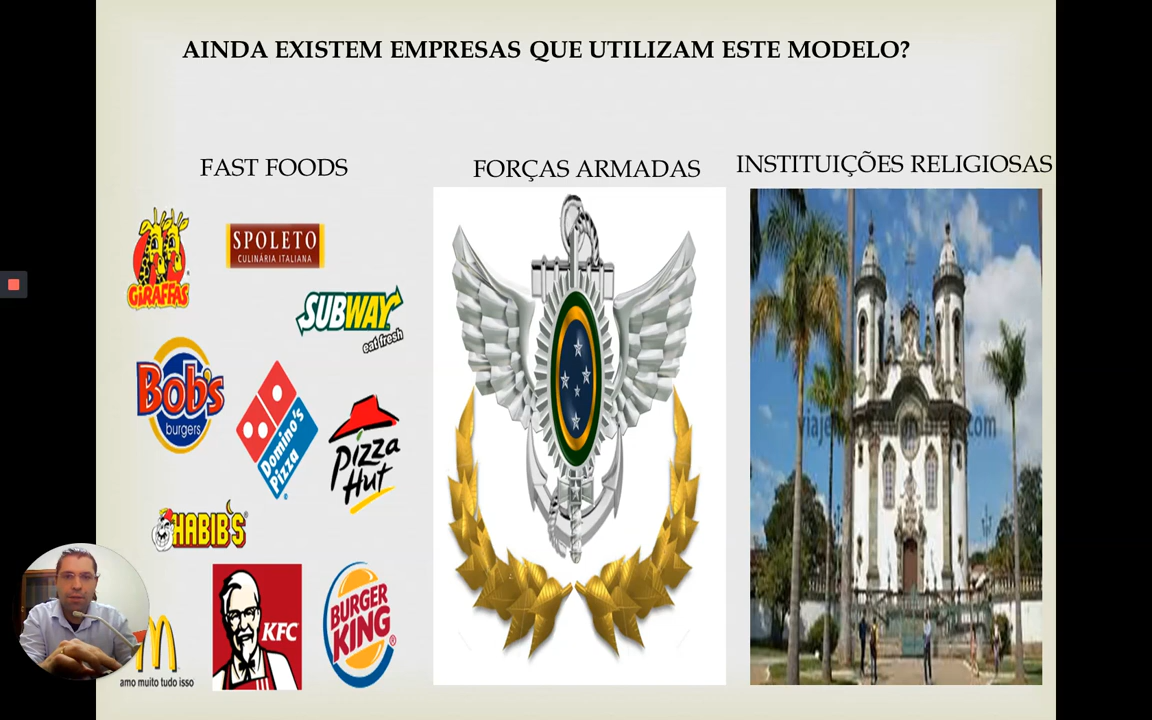 AINDA EXISTEM EMPRESAS QUE UTILIZAM ESTE MODELO?
FAST FOODS
FORÇAS ARMADAS
INSTITUIÇÕES RELIGIOSAS
GIRAFFAS
SPOLETO
CULINÁRIA ITALIANA
SUBWAY
eat fresh
Bob's
burgers
Domino's
Pizza
Pizza
Hut
HABIB'S
KFC
BURGER
KING
amo muito tudo isso